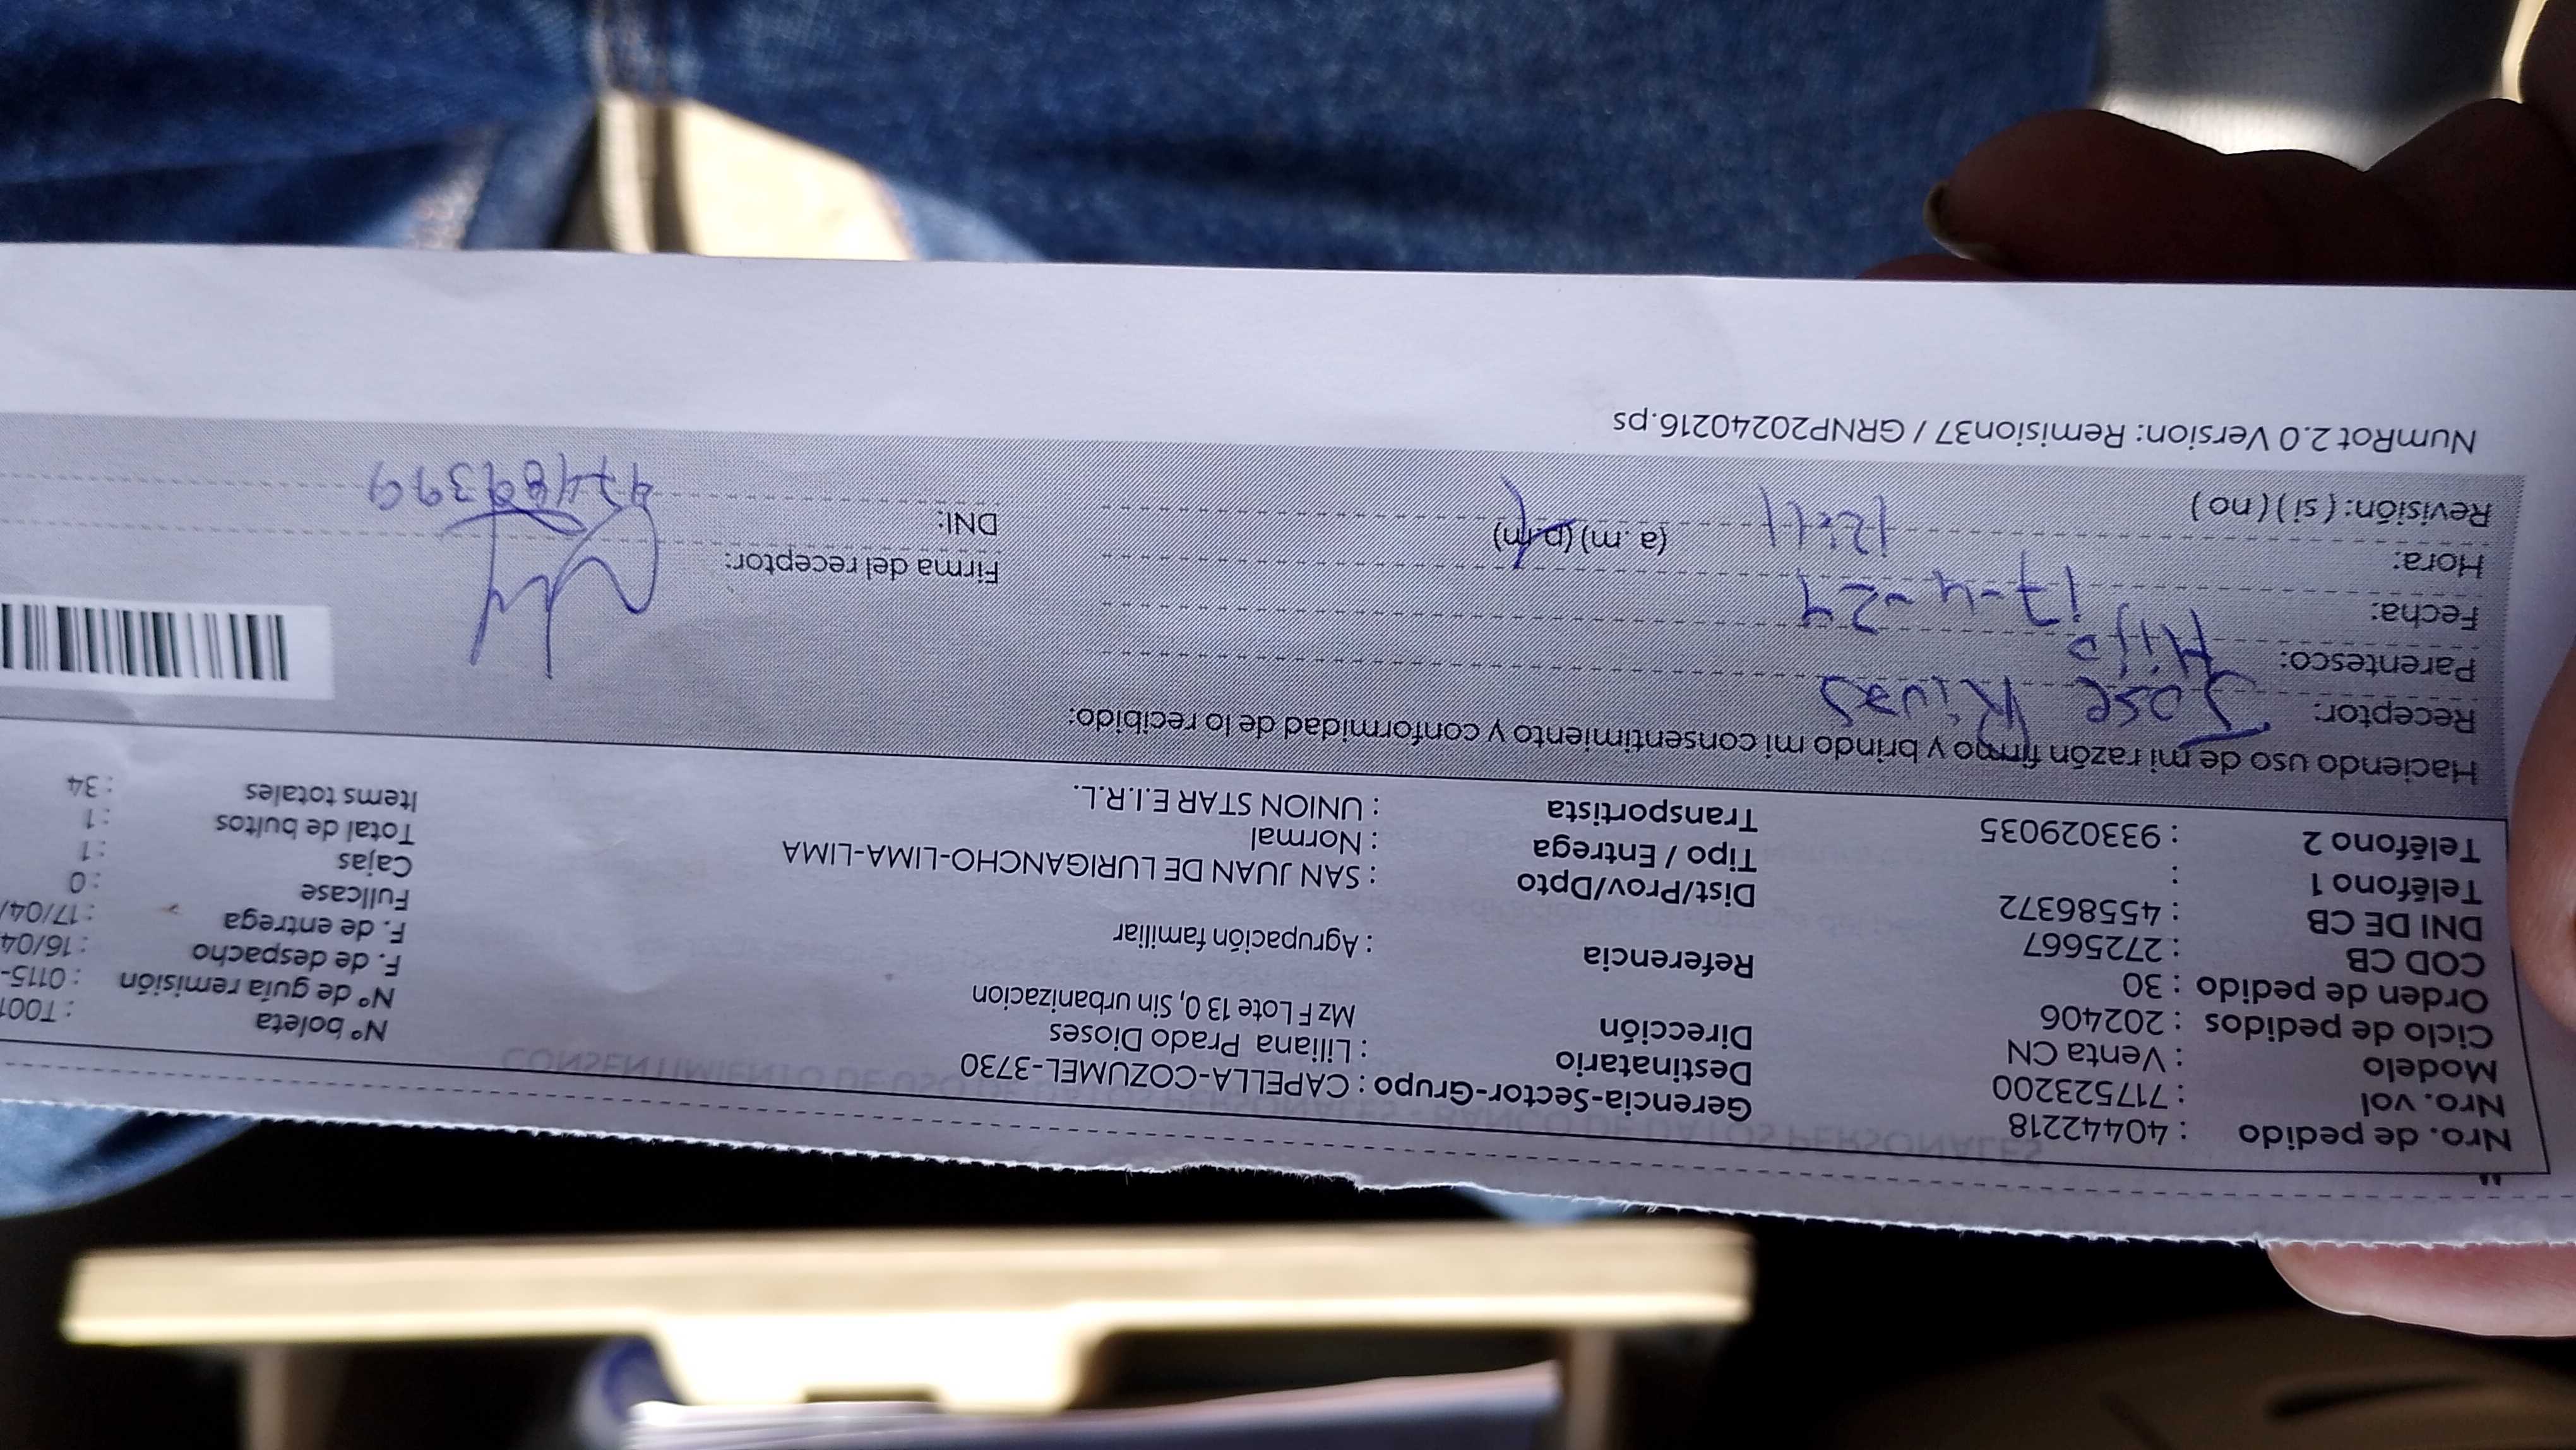 Nro. de pedido : 40442218
Nro. vol : 717523200
Modelo : Venta CN
Ciclo de pedidos : 202406
Orden de pedido : 30
COD CB : 2725667
DNI DE CB : 45586372
Teléfono 1 :
Teléfono 2 : 933029035
Gerencia-Sector-Grupo : CAPELLA-COZUMEL-3730
Destinatario : Liliana Prado Dioses
Dirección Mz F Lote 13 0, Sin urbanizacion
Referencia : Agrupación familiar
Dist/Prov/Dpto : SAN JUAN DE LURIGANCHO-LIMA-LIMA
Tipo / Entrega : Normal
Transportista : UNION STAR E.I.R.L.
N° boleta : T001
N° de guía remisión : 0115-
F. de despacho : 16/04
F. de entrega : 17/04/
Fullcase : 0
Cajas : 1
Total de bultos : 1
Items totales : 34
Haciendo uso de mi razón firmo y brindo mi consentimiento y conformidad de lo recibido:
Receptor: Jose Rivas
Parentesco: Hijo
Fecha: 17-4-24
Hora: 12:11 (a. m) (p. m)
Revisión: ( si ) ( no )
Firma del receptor:
DNI:
NumRot 2.0 Version: Remision37 / GRNP20240216.ps